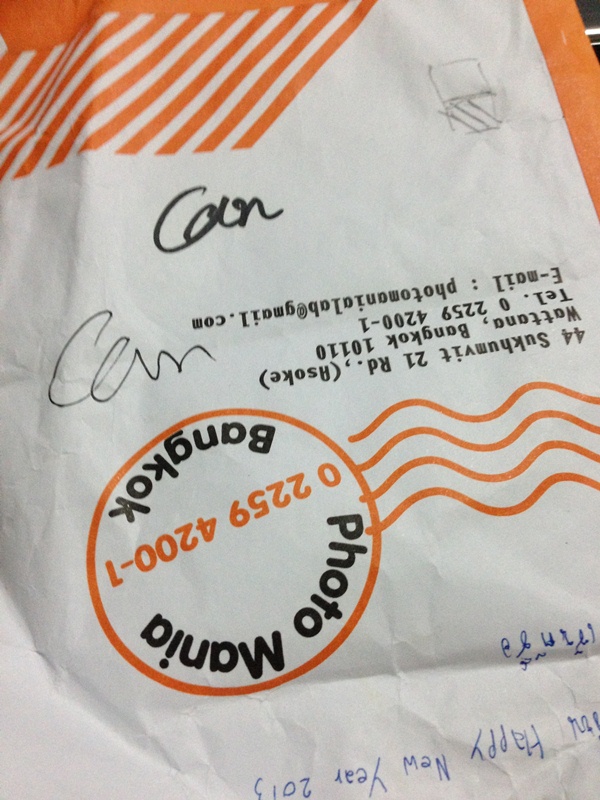 Happy New Year 2013
Photo Mania
0 2259 4200-1
Bangkok
44 Sukhumvit 21 Rd.,(Asoke)
Wattana, Bangkok 10110
Tel. 0 2259 4200-1
E-mail : photomanialab@gmail.com
Can
Can